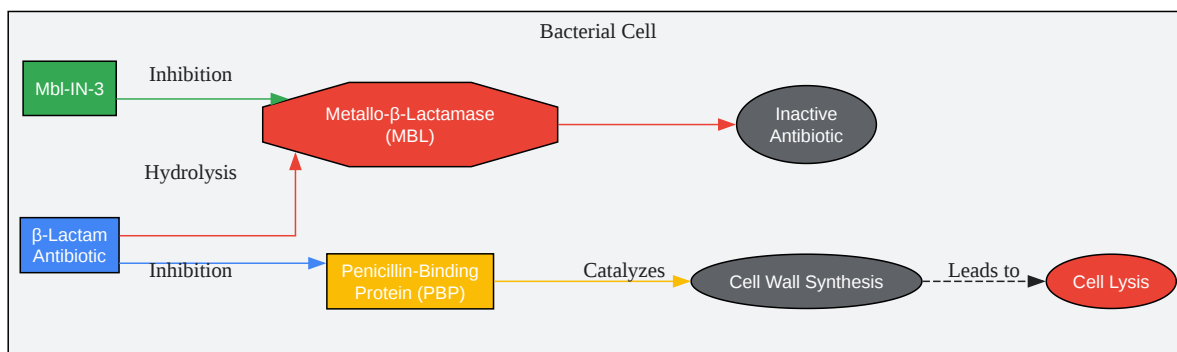 Bacterial Cell
Mbl-IN-3
Inhibition
Metallo-β-Lactamase
(MBL)
Inactive
Antibiotic
Hydrolysis
β-Lactam
Antibiotic
Inhibition
Penicillin-Binding
Protein (PBP)
Catalyzes
Cell Wall Synthesis
Leads to
Cell Lysis